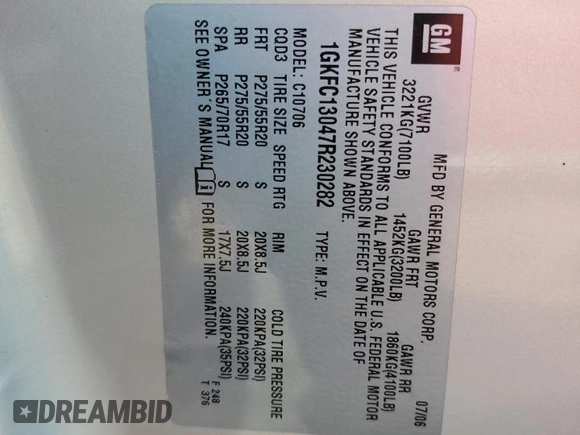 GM ®
MFD BY GENERAL MOTORS CORP. 07/06
GVWR GAWR FRT GAWR RR
3221KG(7100LB) 1452KG(3200LB) 1860KG(4100LB)
THIS VEHICLE CONFORMS TO ALL APPLICABLE U.S. FEDERAL MOTOR
VEHICLE SAFETY STANDARDS IN EFFECT ON THE DATE OF
MANUFACTURE SHOWN ABOVE.
1GKFC13047R230282 TYPE: M.P.V.
MODEL: C10706
CQD3 TIRE SIZE SPEED RTG RIM COLD TIRE PRESSURE
FRT P275/55R20 S 20X8.5J 220KPA(32PSI)
RR P275/55R20 S 20X8.5J 220KPA(32PSI)
SPA P265/70R17 S 17X7.5J 240KPA(35PSI)
SEE OWNER'S MANUAL i FOR MORE INFORMATION.
F 248
T 376
DREAMBID